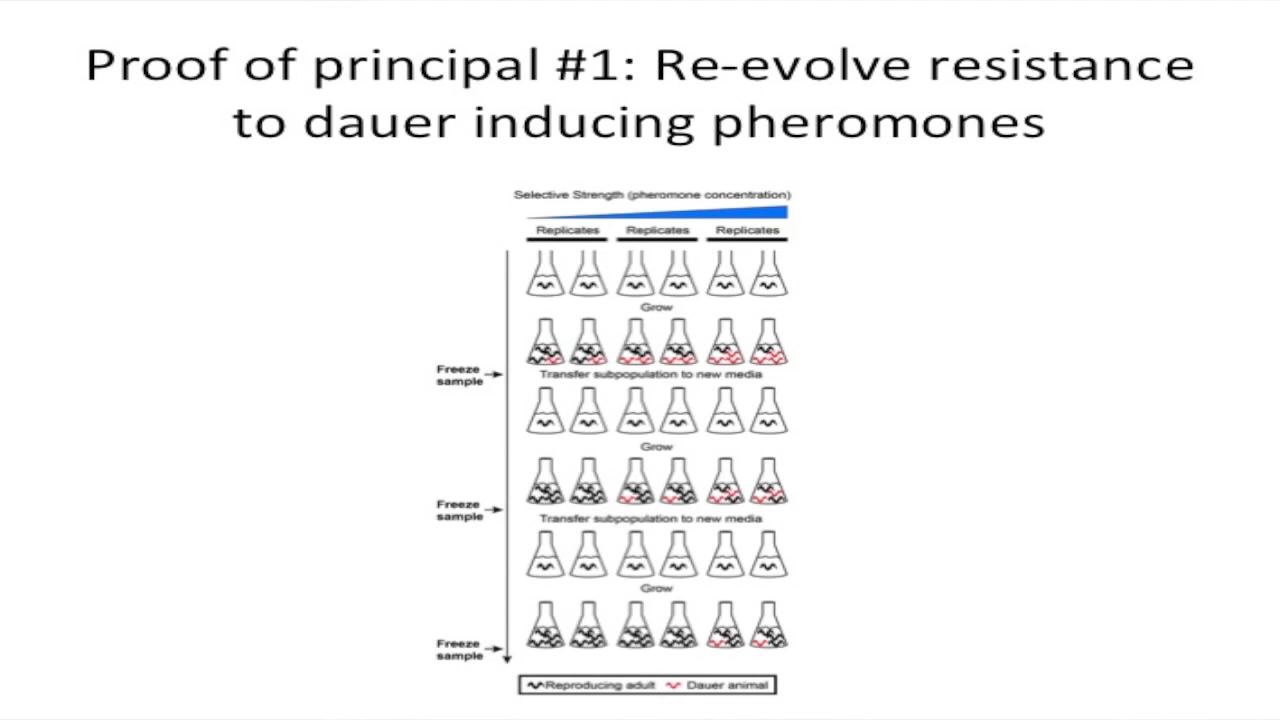 Proof of principal #1: Re-evolve resistance
to dauer inducing pheromones
Selective Strength (pheromone concentration)
Replicates Replicates Replicates
Grow
Freeze
sample
Transfer subpopulation to new media
Grow
Freeze
sample
Transfer subpopulation to new media
Grow
Freeze
sample
Reproducing adult Dauer animal